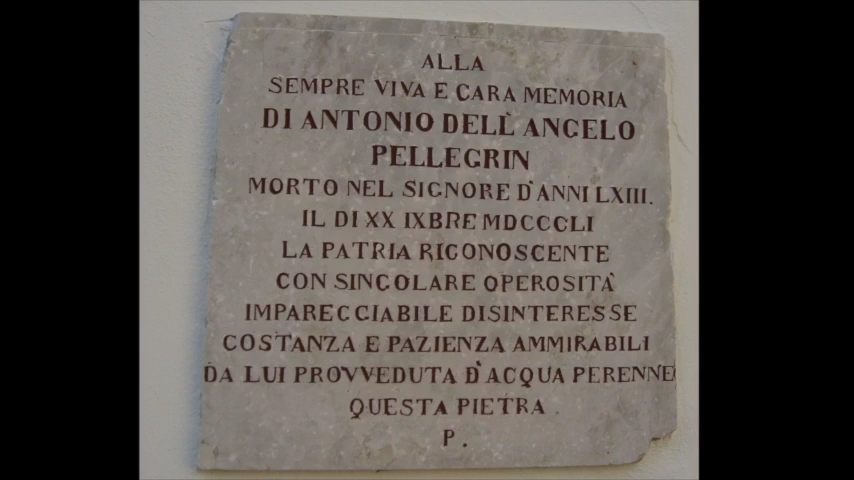 ALLA
SEMPRE VIVA E CARA MEMORIA
DI ANTONIO DELL̀ ANGELO
PELLEGRIN
MORTO NEL SIGNORE D'ANNI LXIII.
IL DI XX IXBRE MDCCCLI
LA PATRIA RICONOSCENTE
CON SINGOLARE OPEROSITÀ
IMPAREGGIABILE DISINTERESSE
COSTANZA E PAZIENZA AMMIRABILI
DA LUI PROVVEDUTA D'ACQUA PERENNE
QUESTA PIETRA
P.